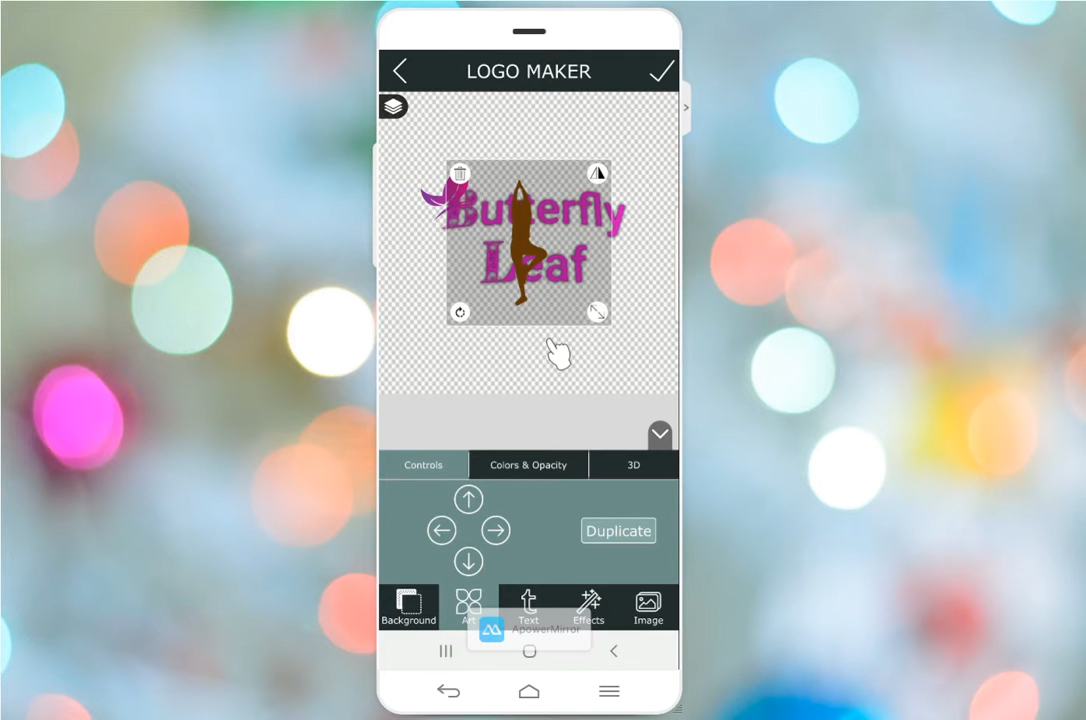 LOGO MAKER
Butterfly
Leaf
Controls
Colors & Opacity
3D
Duplicate
Background
Art
Text
Effects
Image
ApowerMirror